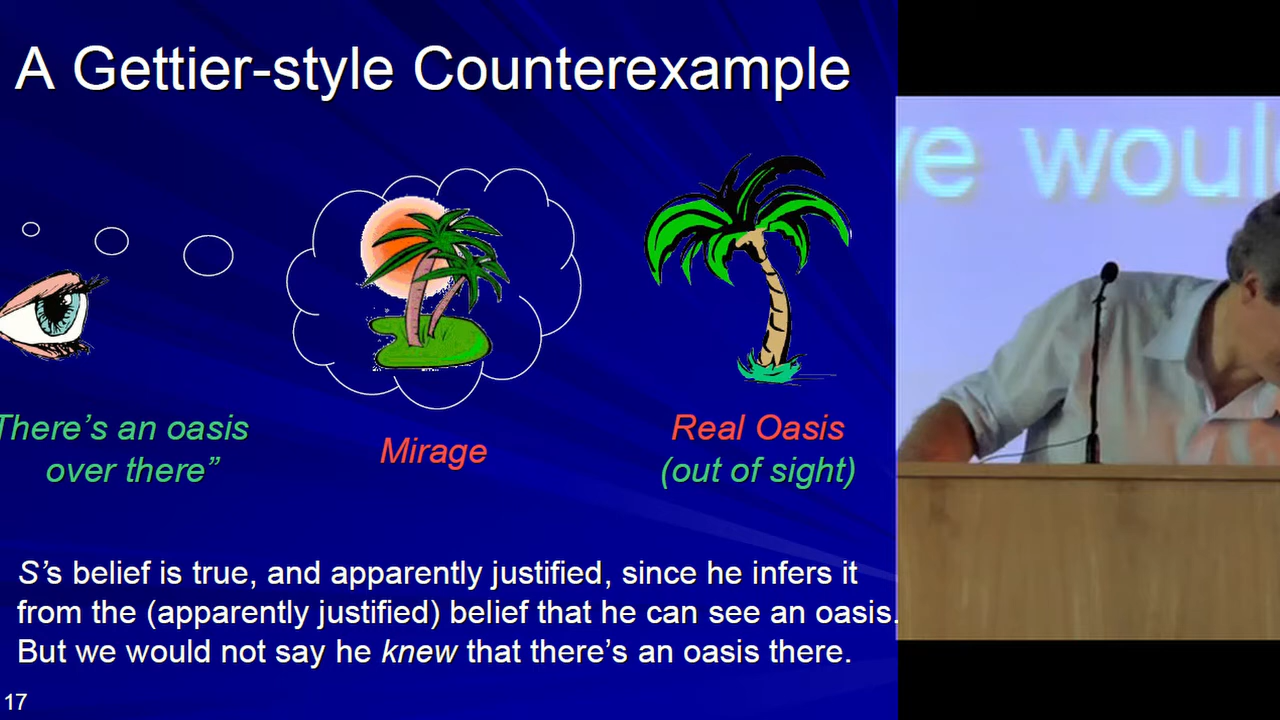 A Gettier-style Counterexample
we would
There's an oasis
over there”
Mirage
Real Oasis
(out of sight)
S's belief is true, and apparently justified, since he infers it
from the (apparently justified) belief that he can see an oasis.
But we would not say he knew that there's an oasis there.
17